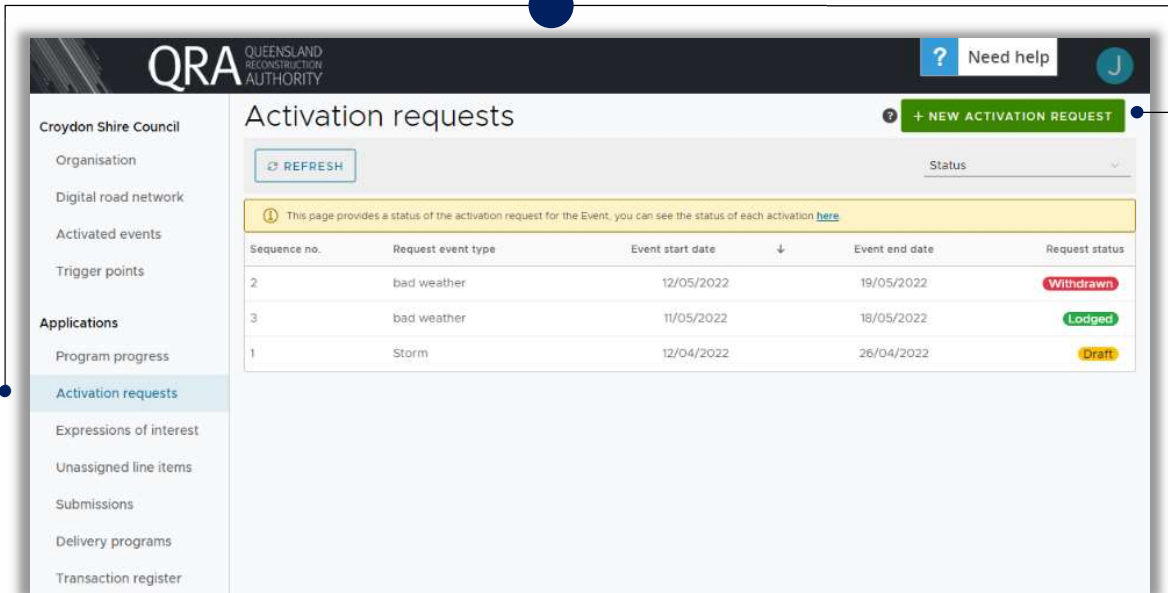 QRA QUEENSLAND RECONSTRUCTION AUTHORITY
? Need help
J
Croydon Shire Council
Organisation
Digital road network
Activated events
Trigger points
Applications
Program progress
Activation requests
Expressions of interest
Unassigned line items
Submissions
Delivery programs
Transaction register
Activation requests
? + NEW ACTIVATION REQUEST
REFRESH
Status
This page provides a status of the activation request for the Event, you can see the status of each activation here
Sequence no. Request event type Event start date ↓ Event end date Request status
2 bad weather 12/05/2022 19/05/2022 Withdrawn
3 bad weather 11/05/2022 18/05/2022 Lodged
1 Storm 12/04/2022 26/04/2022 Draft